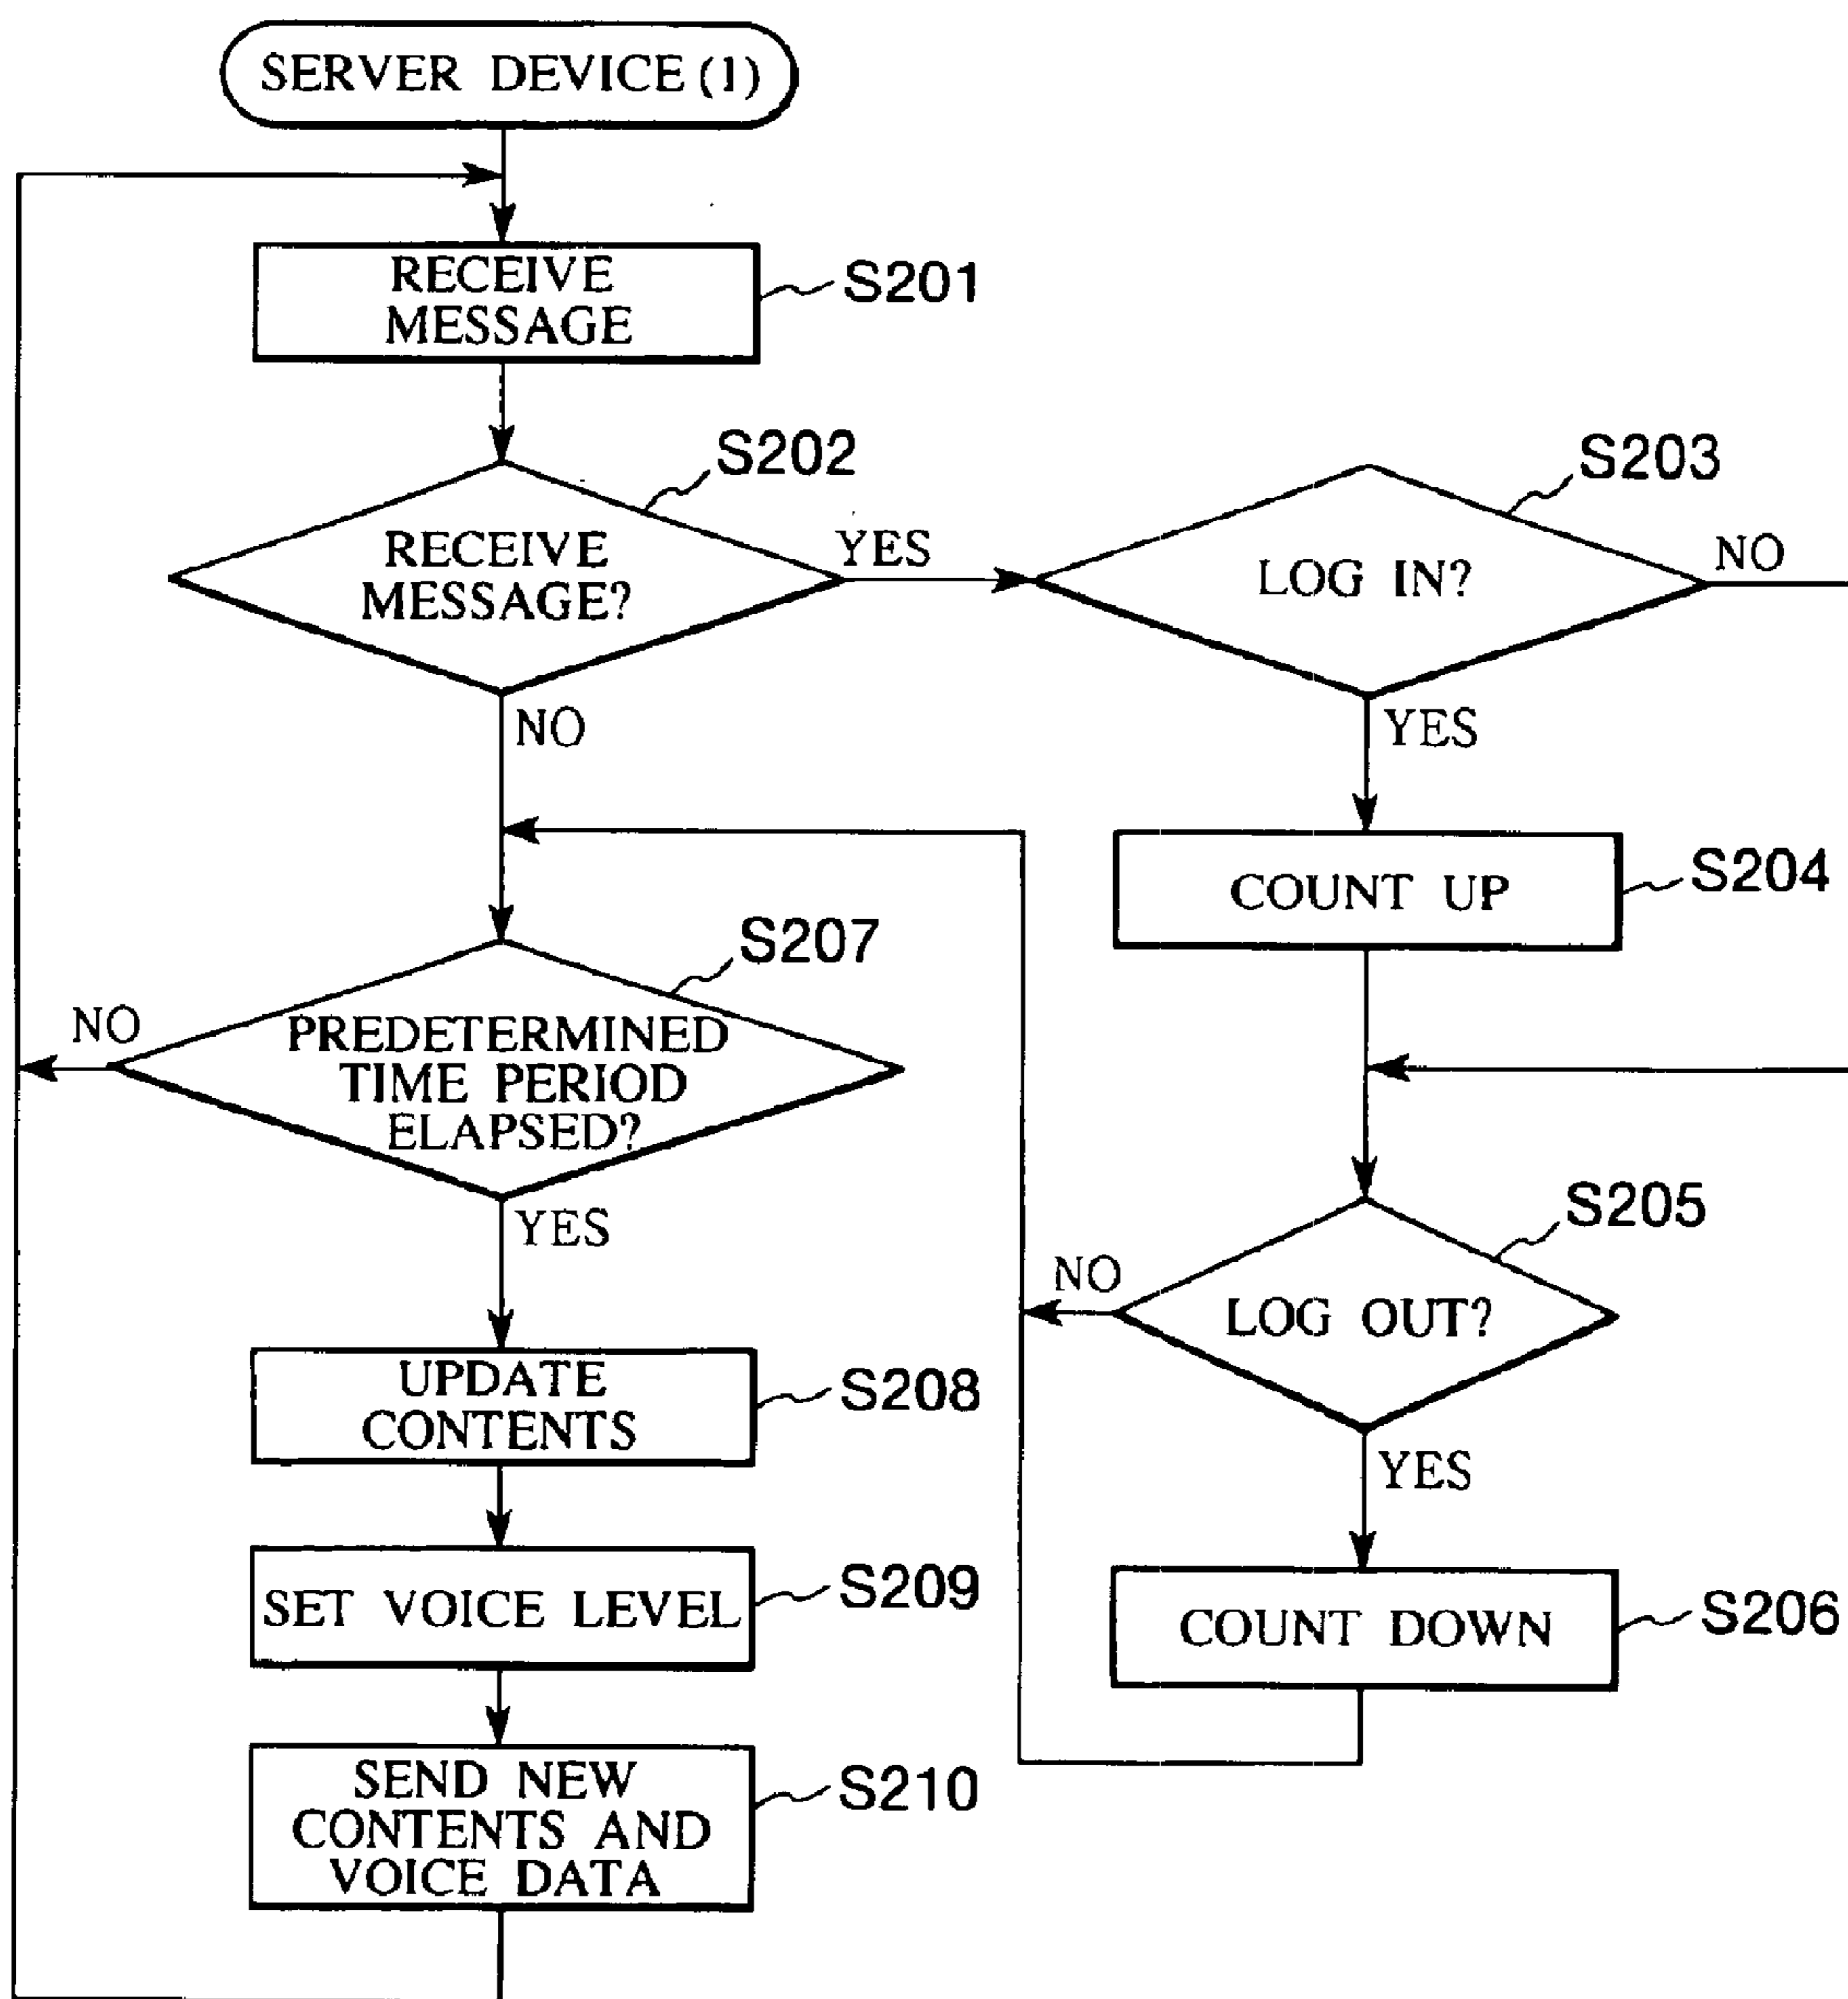 SERVER DEVICE (1)
RECEIVE
MESSAGE
S201
RECEIVE
MESSAGE?
S202
YES
NO
LOG IN?
S203
NO
YES
COUNT UP
S204
LOG OUT?
S205
NO
YES
COUNT DOWN
S206
PREDETERMINED
TIME PERIOD
ELAPSED?
S207
NO
YES
UPDATE
CONTENTS
S208
SET VOICE LEVEL
S209
SEND NEW
CONTENTS AND
VOICE DATA
S210